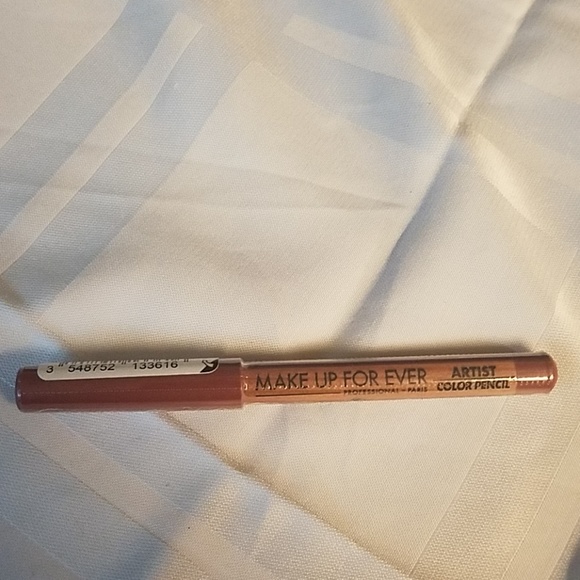 3 548752 133616
MAKE UP FOR EVER
PROFESSIONAL - PARIS
ARTIST
COLOR PENCIL